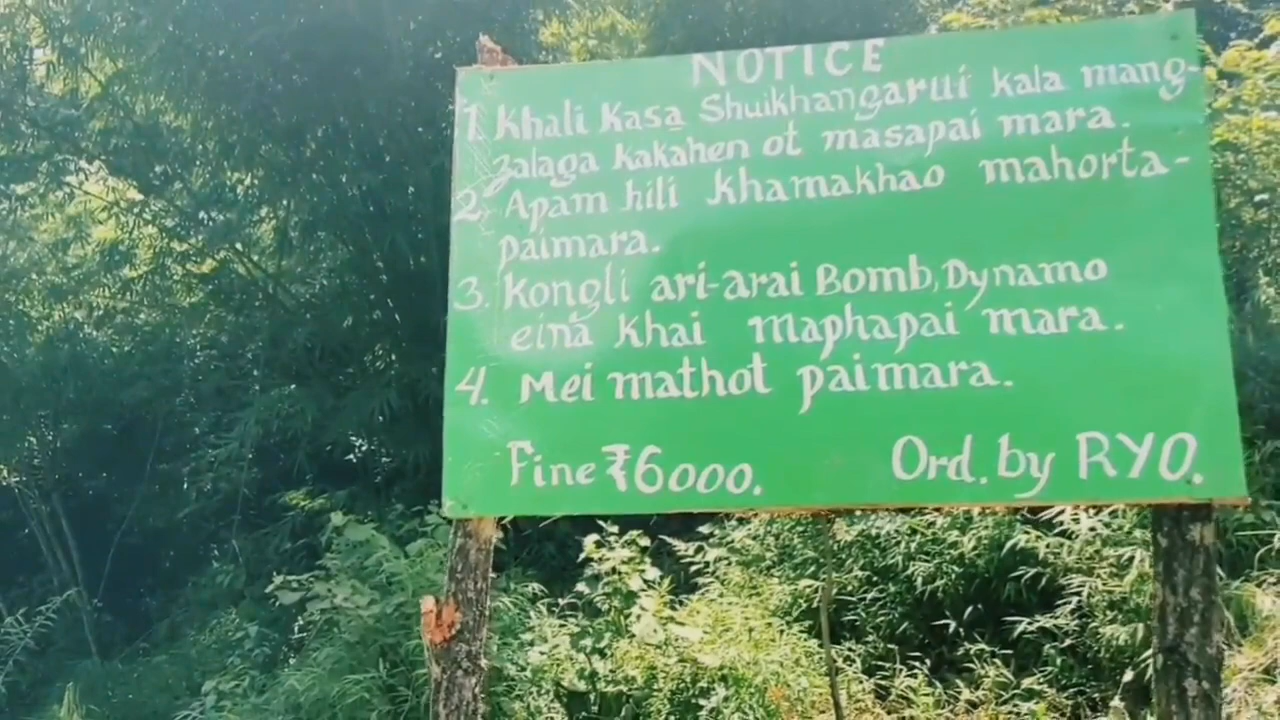 NOTICE
1 Khali Kasa Shuikhangarui kala mang-
zalaga kakahen ot masapai mara.
2. Apam hili khamakhao mahorta-
paimara.
3. Kongli ari-arai Bomb, Dynamo
eina Khai maphapai mara.
4. Mei mathot paimara.
Fine ₹6000. Ord. by RYO.